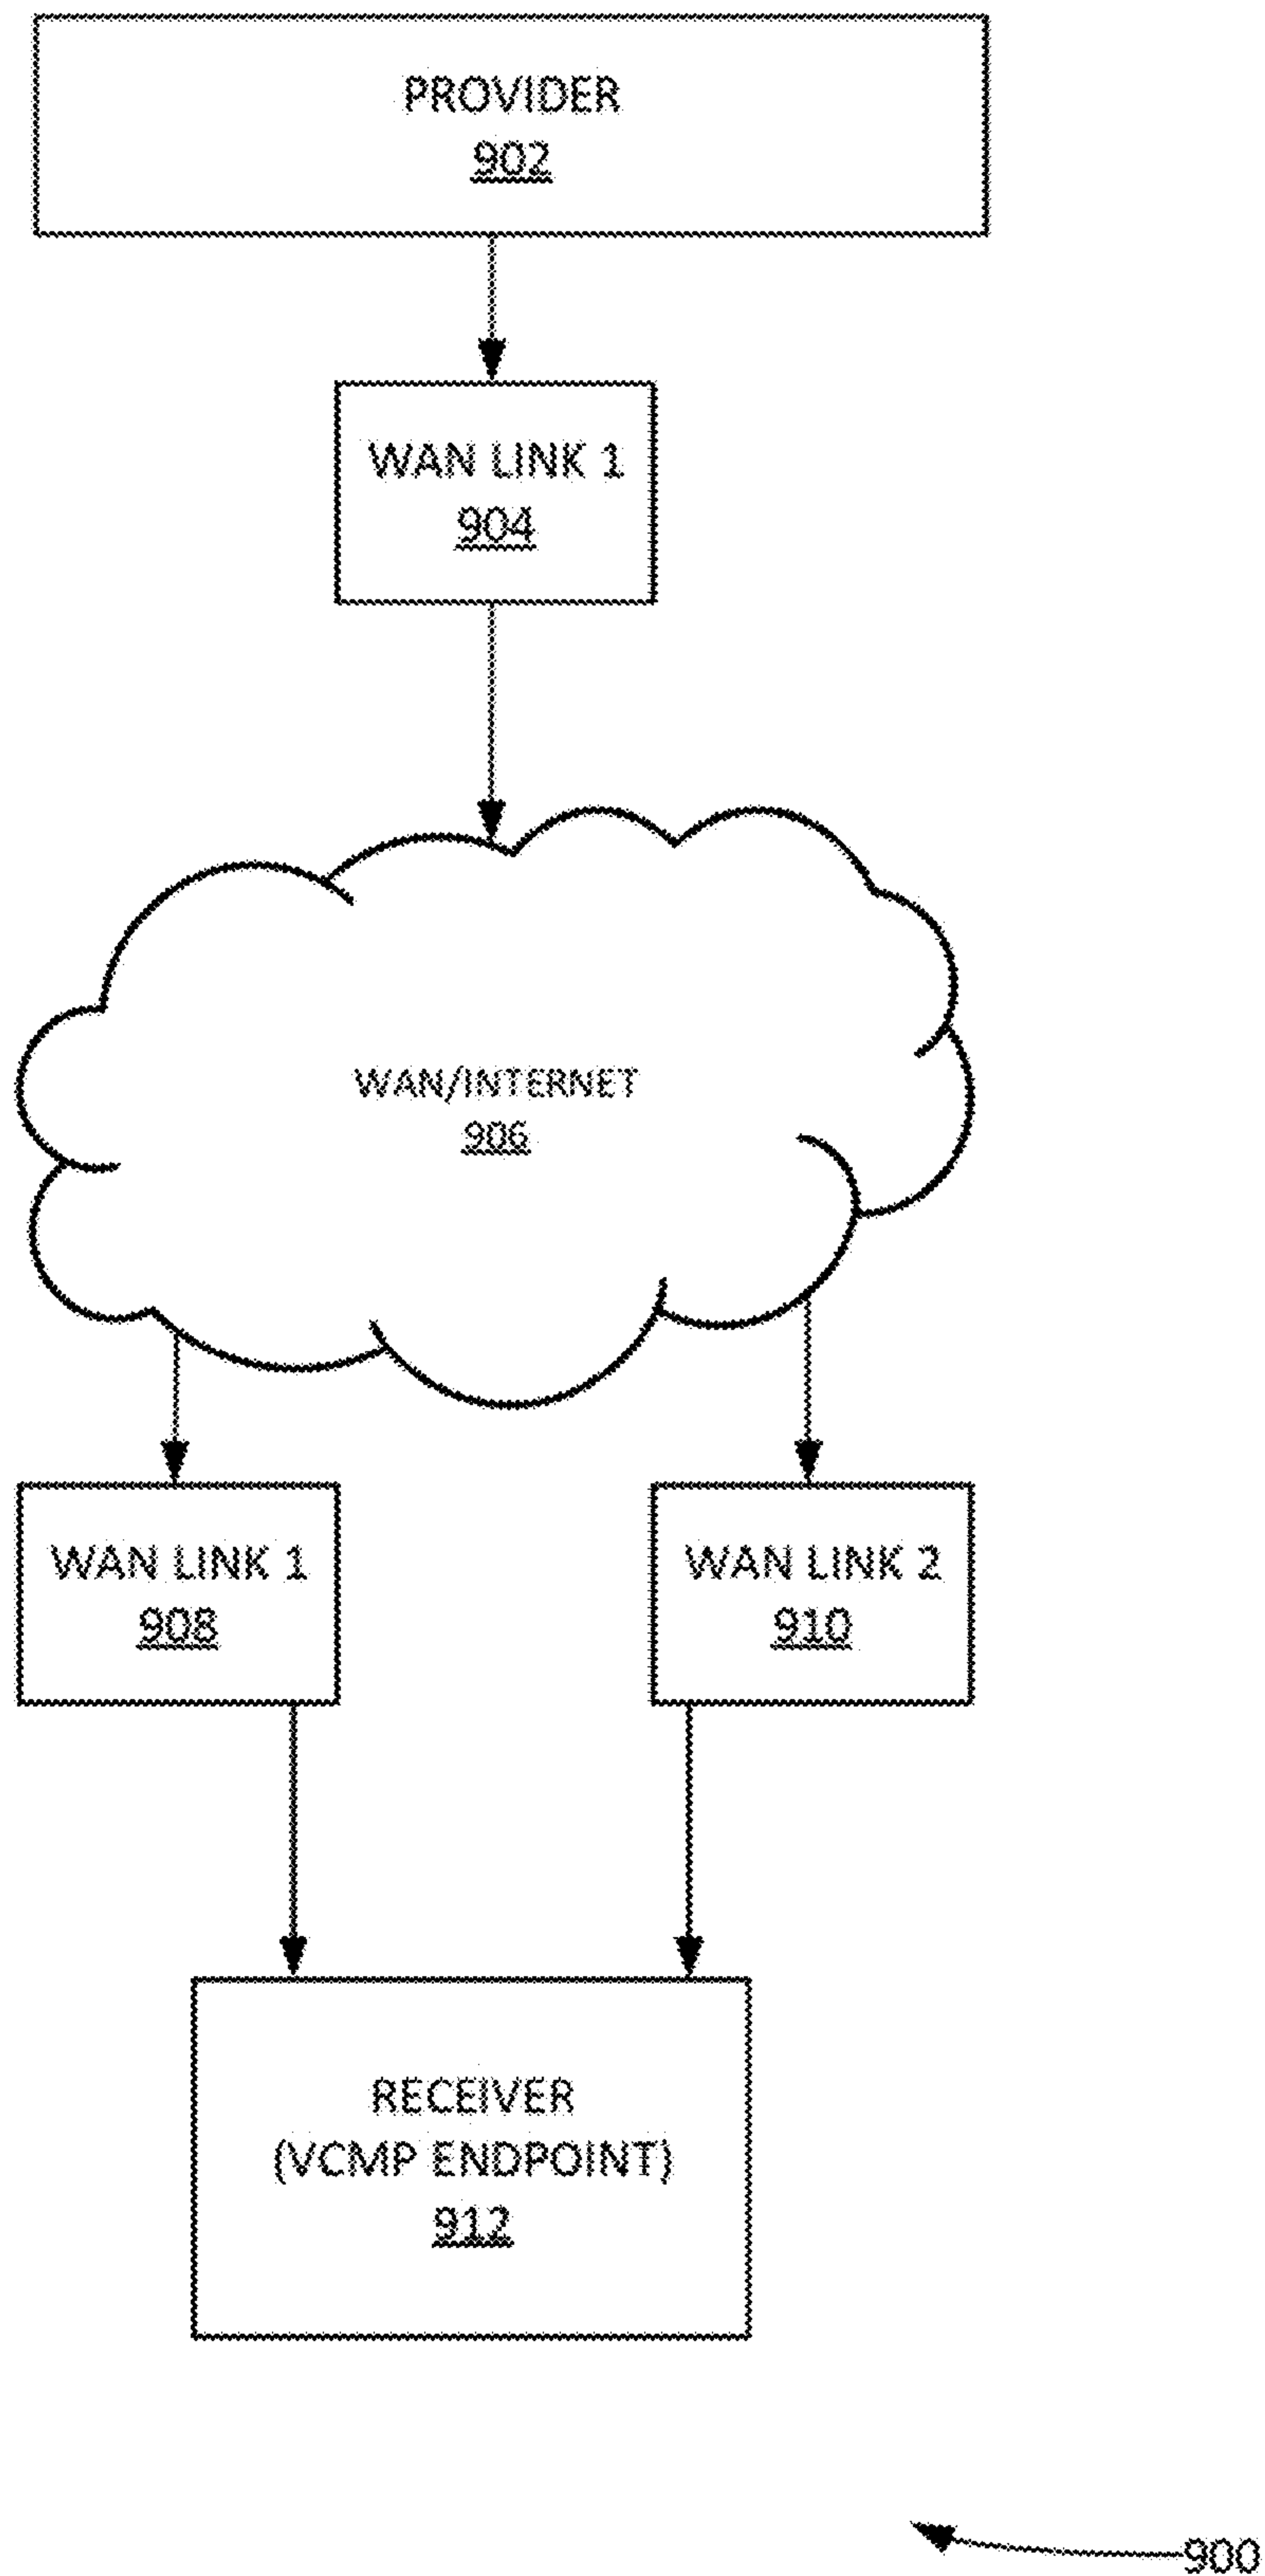 PROVIDER
902
WAN LINK 1
904
WAN/INTERNET
906
WAN LINK 1
908
WAN LINK 2
910
RECEIVER
(VCMP ENDPOINT)
912
900